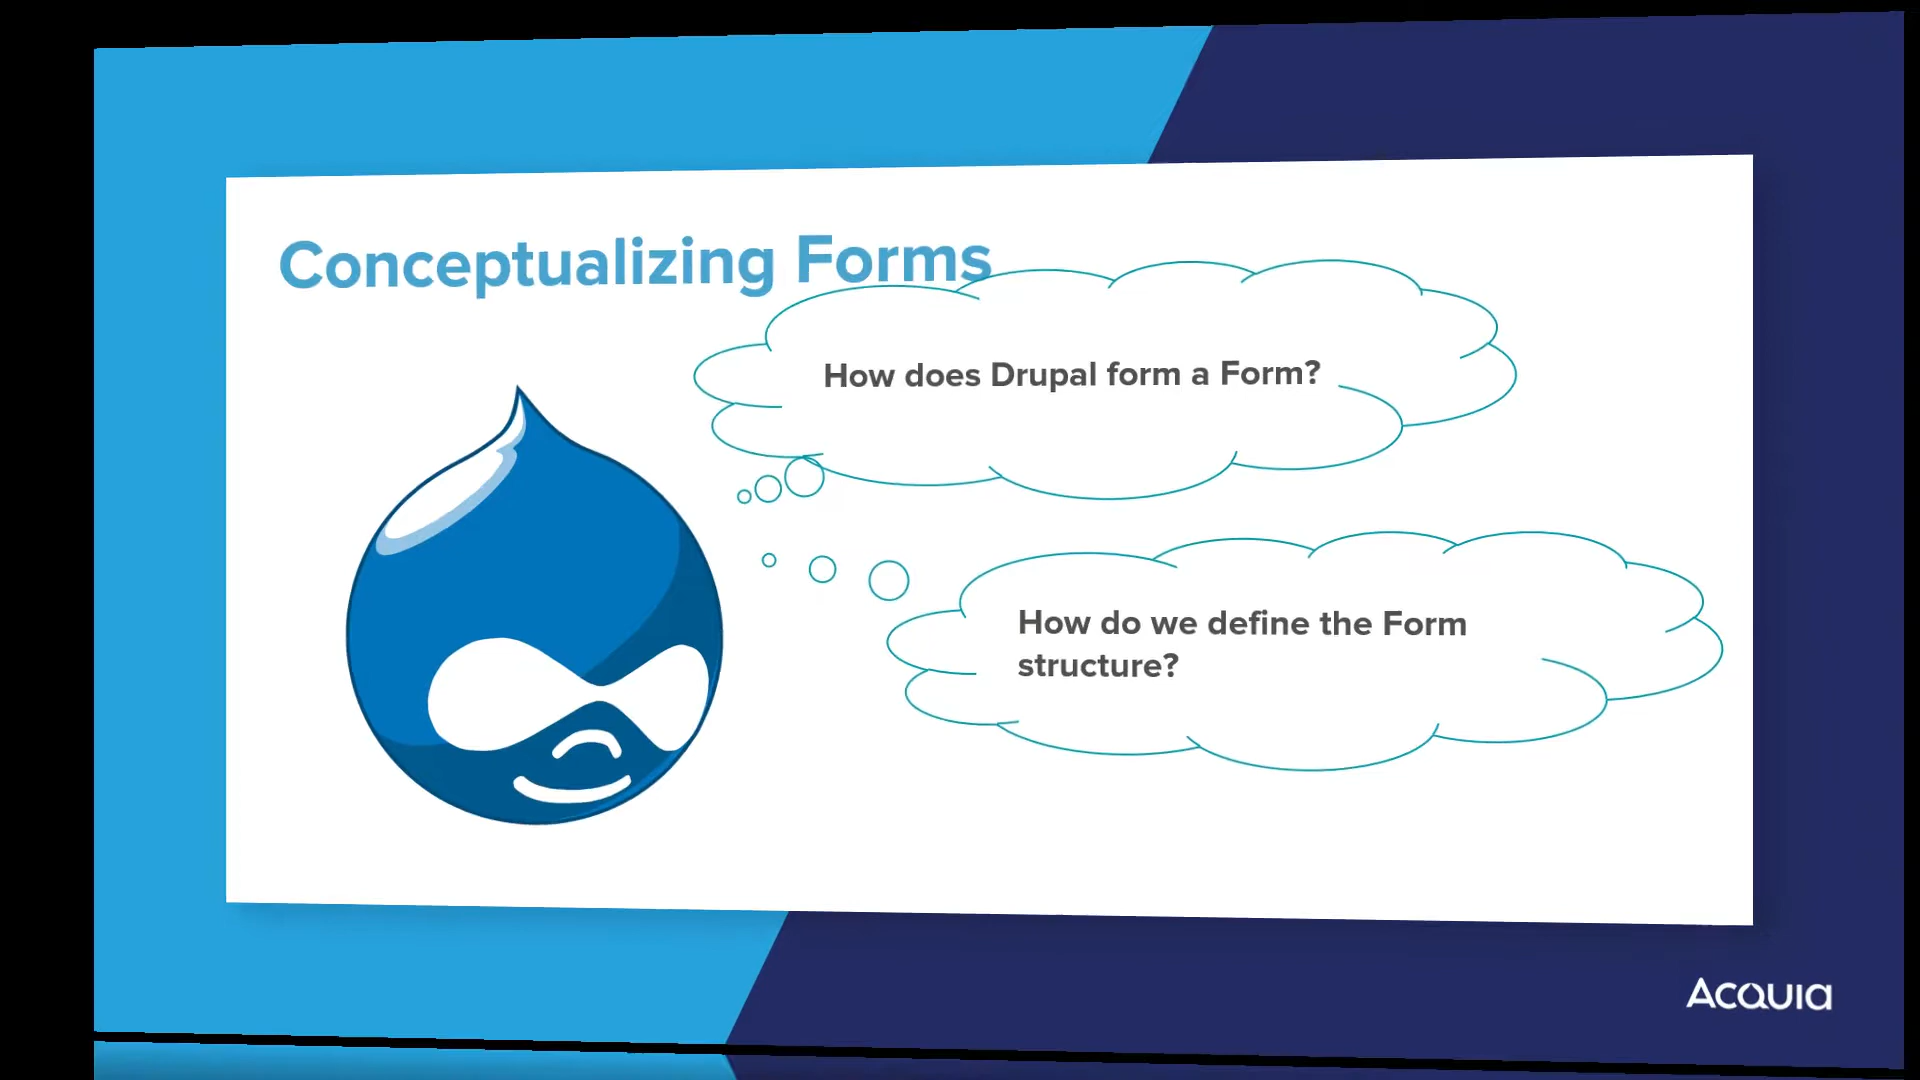 Conceptualizing Forms
How does Drupal form a Form?
How do we define the Form
structure?
Acquia